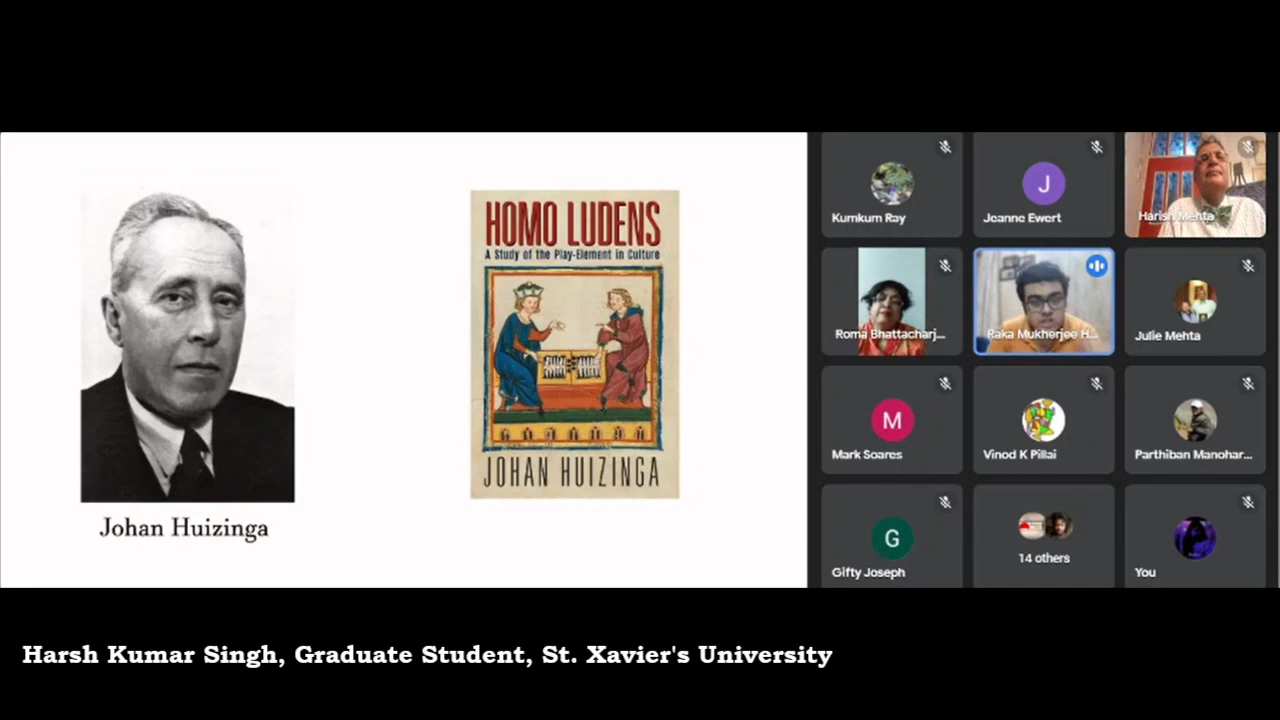 HOMO LUDENS
A Study of the Play-Element in Culture
JOHAN HUIZINGA
Johan Huizinga
Kumkum Ray
J
Jeanne Ewert
Harish Mehta
Roma Bhattacharj...
Raka Mukherjee H...
Julie Mehta
M
Mark Soares
Vinod K Pillai
Parthiban Manohar...
G
Gifty Joseph
14 others
You
Harsh Kumar Singh, Graduate Student, St. Xavier's University